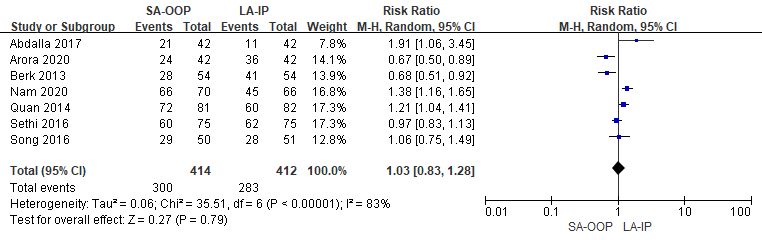 SA-OOP LA-IP Risk Ratio Risk Ratio
Study or Subgroup Events Total Events Total Weight M-H, Random, 95% CI M-H, Random, 95% CI
Abdalla 2017 21 42 11 42 7.8% 1.91 [1.06, 3.45]
Arora 2020 24 42 36 42 14.1% 0.67 [0.50, 0.89]
Berk 2013 28 54 41 54 13.9% 0.68 [0.51, 0.92]
Nam 2020 66 70 45 66 17.3% 1.38 [1.16, 1.65]
Quan 2014 72 81 60 82 17.3% 1.21 [1.04, 1.41]
Sethi 2016 60 75 62 75 17.5% 0.97 [0.83, 1.13]
Song 2016 29 50 28 51 12.0% 1.06 [0.75, 1.49]
Total (95% CI) 414 412 100.0% 1.03 [0.83, 1.28]
Total events 300 283
Heterogeneity: Tau² = 0.06; Chi² = 35.51, df = 6 (P < 0.00001); I² = 83%
Test for overall effect: Z = 0.27 (P = 0.79)
0.01 0.1 1 10 100
SA-OOP LA-IP